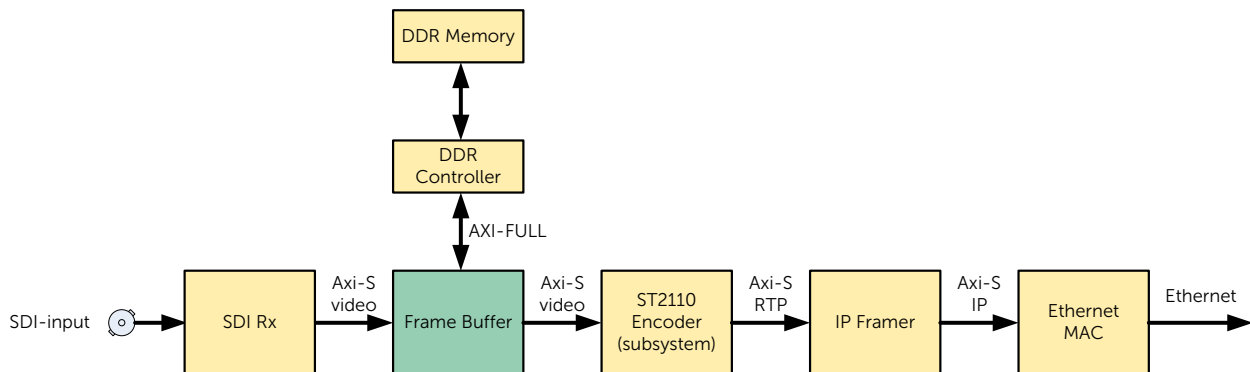 DDR Memory
DDR
Controller
AXI-FULL
SDI-input
SDI Rx
Axi-S
video
Frame Buffer
Axi-S
video
ST2110
Encoder
(subsystem)
Axi-S
RTP
IP Framer
Axi-S
IP
Ethernet
MAC
Ethernet